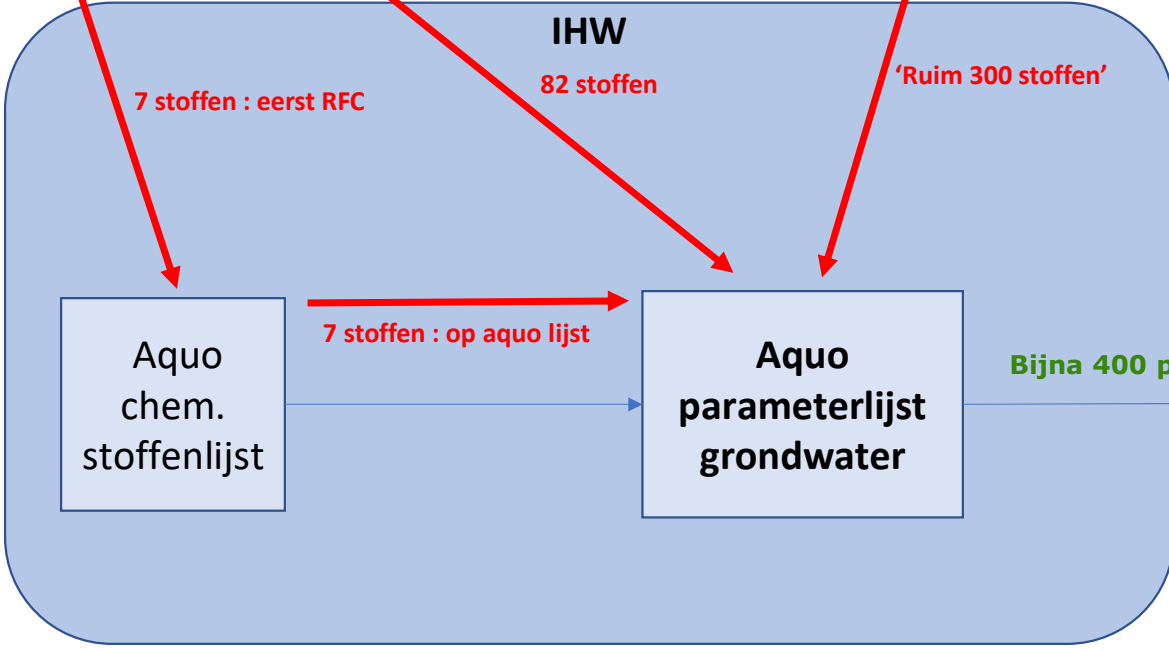 IHW
7 stoffen : eerst RFC
82 stoffen
‘Ruim 300 stoffen’
7 stoffen : op aquo lijst
Aquo
chem.
stoffenlijst
Aquo
parameterlijst
grondwater
Bijna 400 p